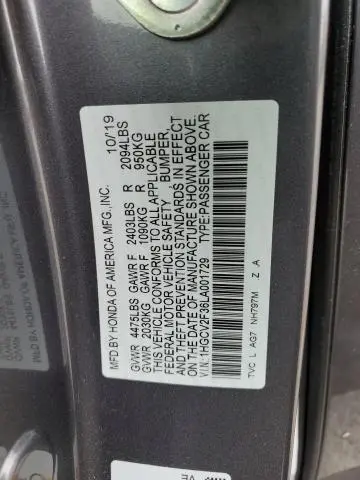 MFD.BY HONDA OF AMERICA MFG.,INC. 10/19
GVWR 4475LBS GAWR F 2403LBS R 2094LBS
GVWR 2030KG GAWR F 1090KG R 950KG
THIS VEHICLE CONFORMS TO ALL APPLICABLE
FEDERAL MOTOR VEHICLE SAFETY, BUMPER,
AND THEFT PREVENTION STANDARDS IN EFFECT
ON THE DATE OF MANUFACTURE SHOWN ABOVE.
V.I.N.:1HGCV2F36LA001729 TYPE:PASSENGER CAR
TVC L AG7 NH797M Z A